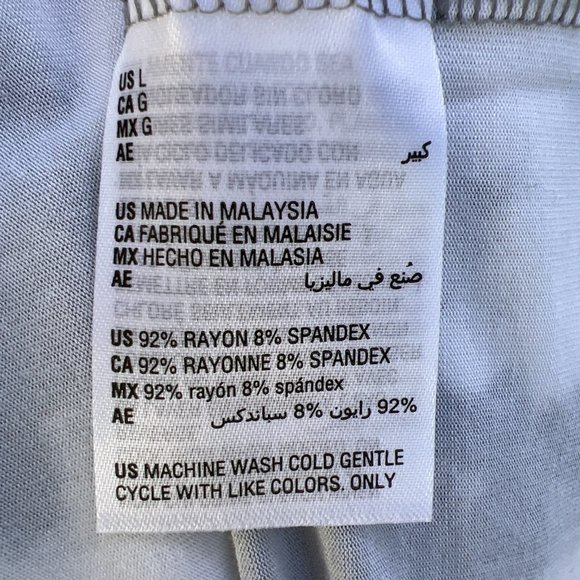 US L
CA G
MX G
AE كبير
US MADE IN MALAYSIA
CA FABRIQUÉ EN MALAISIE
MX HECHO EN MALASIA
AE صُنع في ماليزيا
US 92% RAYON 8% SPANDEX
CA 92% RAYONNE 8% SPANDEX
MX 92% rayón 8% spándex
AE 92% رايون 8% سباندكس
US MACHINE WASH COLD GENTLE
CYCLE WITH LIKE COLORS. ONLY